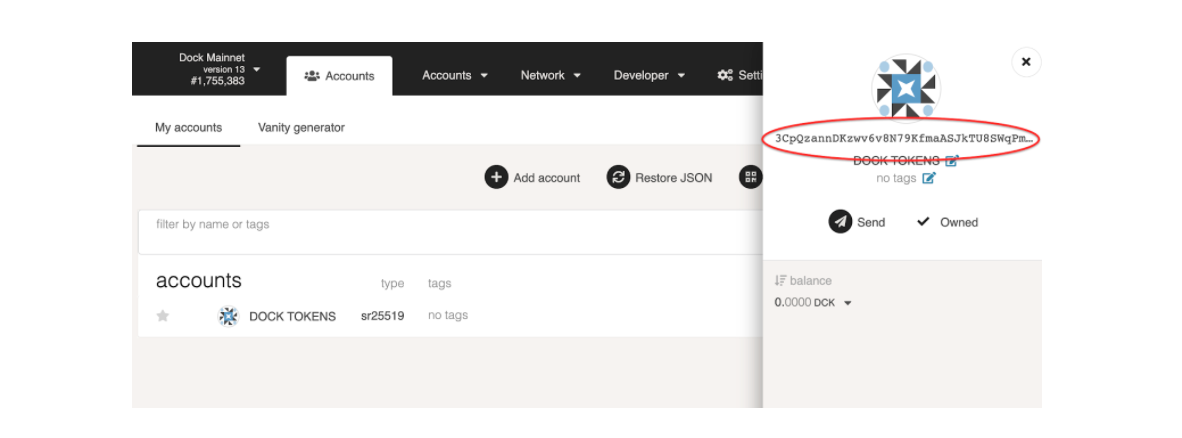 Dock Mainnet
version 13
#1,755,383
Accounts
Accounts
Network
Developer
Setti
My accounts
Vanity generator
Add account
Restore JSON
filter by name or tags
accounts
type
tags
DOCK TOKENS
sr25519
no tags
3CpQzannDKzwv6v8N79KfmaASJkTU8SWqPm…
DOCK TOKENS
no tags
Send
Owned
balance
0.0000 DCK